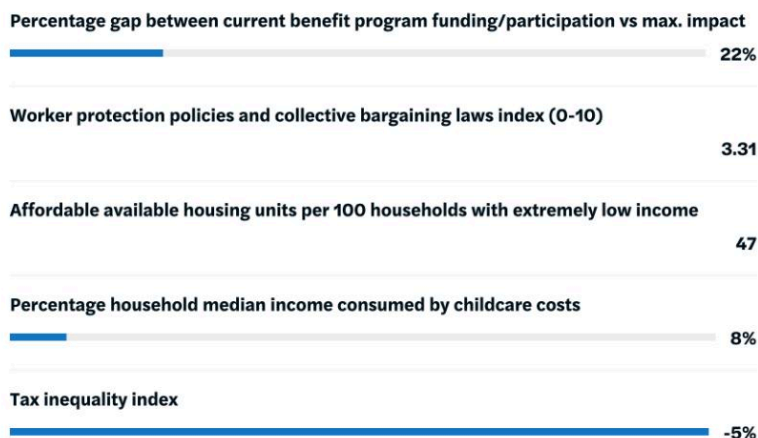 Percentage gap between current benefit program funding/participation vs max. impact
22%
Worker protection policies and collective bargaining laws index (0-10)
3.31
Affordable available housing units per 100 households with extremely low income
47
Percentage household median income consumed by childcare costs
8%
Tax inequality index
-5%